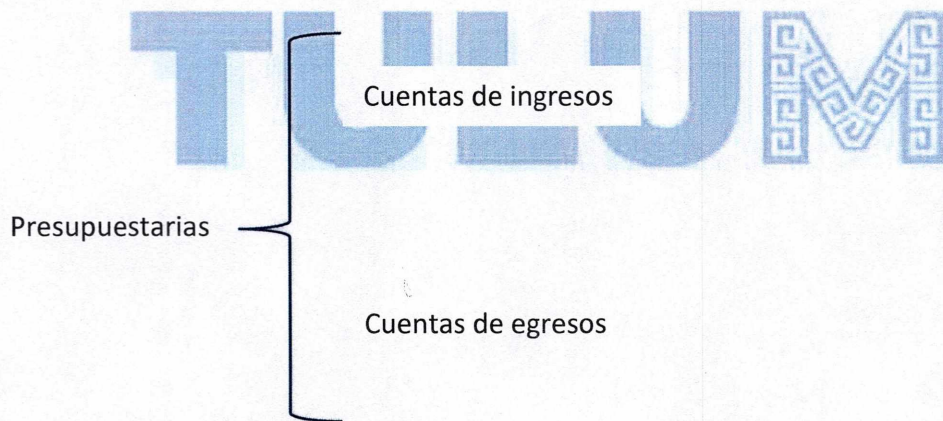 TULUM
Cuentas de ingresos
Presupuestarias
Cuentas de egresos